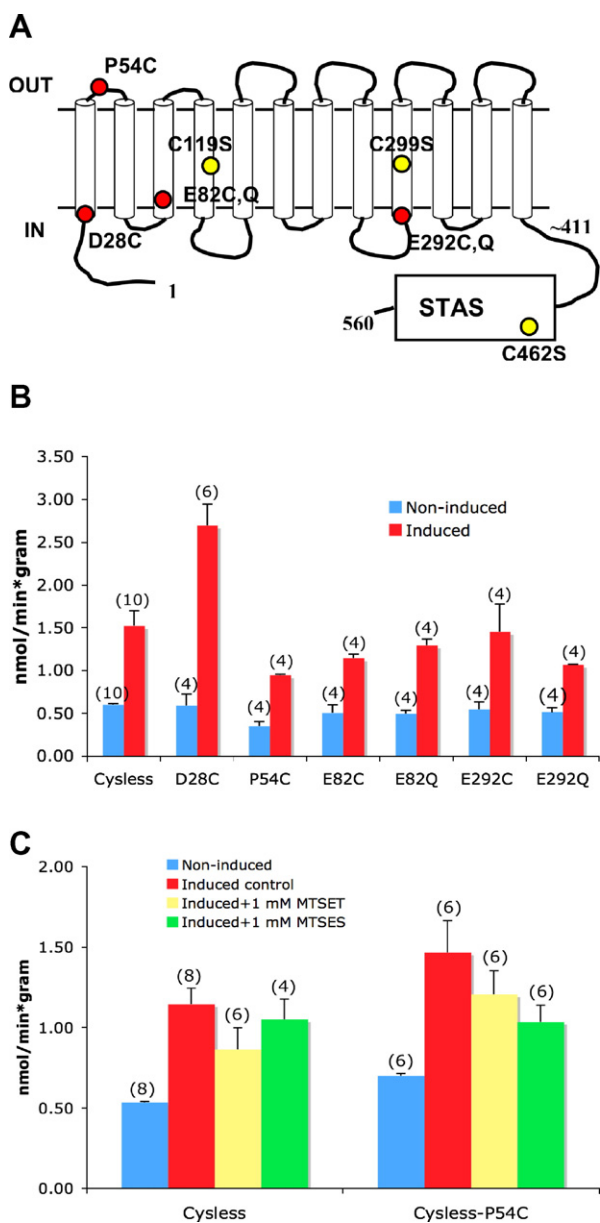 A
P54C
OUT
C119S
C299S
E82C,Q
IN
D28C
E292C,Q
~411
1
560
STAS
C462S
B
3.50
3.00
2.50
2.00
1.50
1.00
0.50
0.00
nmol/min*gram
Non-induced
Induced
(10)
(10)
(4)
(6)
(4)
(4)
(4)
(4)
(4)
(4)
(4)
(4)
(4)
(4)
Cysless
D28C
P54C
E82C
E82Q
E292C
E292Q
C
2.00
1.50
1.00
0.50
0.00
nmol/min*gram
Non-induced
Induced control
Induced+1 mM MTSET
Induced+1 mM MTSES
(8)
(8)
(6)
(4)
(6)
(6)
(6)
(6)
Cysless
Cysless-P54C